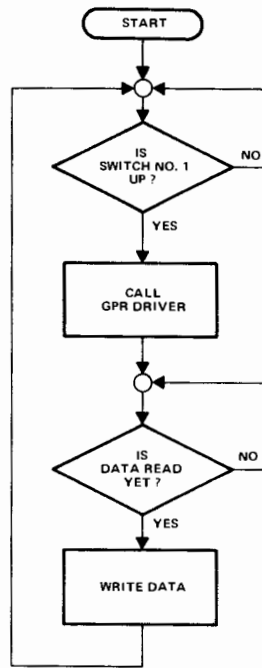 START
IS
SWITCH NO. 1
UP ?
NO
YES
CALL
GPR DRIVER
IS
DATA READ
YET ?
NO
YES
WRITE DATA